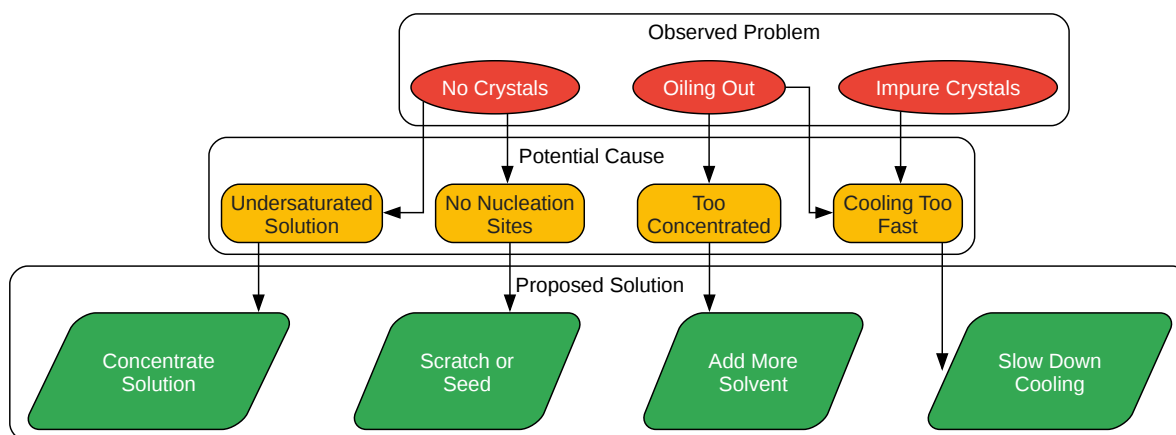 Observed Problem
No Crystals
Oiling Out
Impure Crystals
Potential Cause
Undersaturated
Solution
No Nucleation
Sites
Too
Concentrated
Cooling Too
Fast
Proposed Solution
Concentrate
Solution
Scratch or
Seed
Add More
Solvent
Slow Down
Cooling